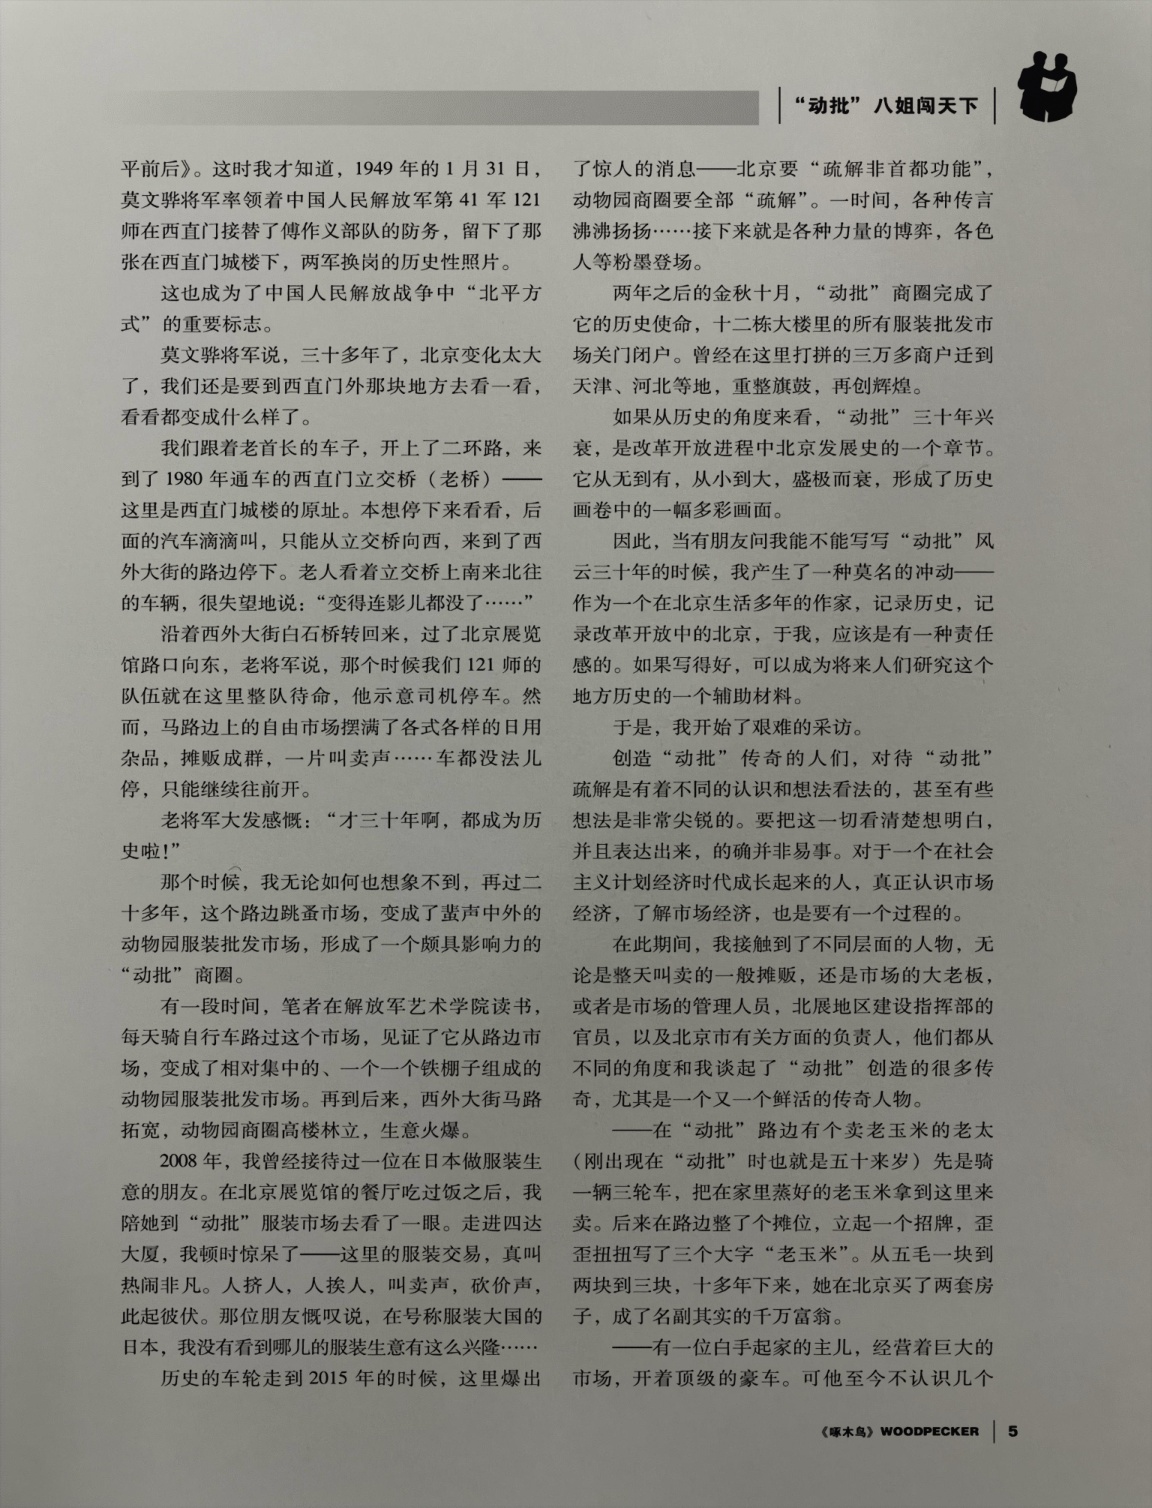 “动批”八姐闯天下
平前后》。这时我才知道，1949 年的 1 月 31 日，
莫文骅将军率领着中国人民解放军第 41 军 121
师在西直门接替了傅作义部队的防务，留下了那
张在西直门城楼下，两军换岗的历史性照片。
这也成为了中国人民解放战争中“北平方
式”的重要标志。
莫文骅将军说，三十多年了，北京变化太大
了，我们还是要到西直门外那块地方去看一看，
看看都变成什么样了。
我们跟着老首长的车子，开上了二环路，来
到了 1980 年通车的西直门立交桥（老桥）——
这里是西直门城楼的原址。本想停下来看看，后
面的汽车滴滴叫，只能从立交桥向西，来到了西
外大街的路边停下。老人看着立交桥上南来北往
的车辆，很失望地说：“变得连影儿都没了……”
沿着西外大街白石桥转回来，过了北京展览
馆路口向东，老将军说，那个时候我们 121 师的
队伍就在这里整队待命，他示意司机停车。然
而，马路边上的自由市场摆满了各式各样的日用
杂品，摊贩成群，一片叫卖声……车都没法儿
停，只能继续往前开。
老将军大发感慨：“才三十年啊，都成为历
史啦！”
那个时候，我无论如何也想象不到，再过二
十多年，这个路边跳蚤市场，变成了蜚声中外的
动物园服装批发市场，形成了一个颇具影响力的
“动批”商圈。
有一段时间，笔者在解放军艺术学院读书，
每天骑自行车路过这个市场，见证了它从路边市
场，变成了相对集中的、一个一个铁棚子组成的
动物园服装批发市场。再到后来，西外大街马路
拓宽，动物园商圈高楼林立，生意火爆。
2008 年，我曾经接待过一位在日本做服装生
意的朋友。在北京展览馆的餐厅吃过饭之后，我
陪她到“动批”服装市场去看了一眼。走进四达
大厦，我顿时惊呆了——这里的服装交易，真叫
热闹非凡。人挤人，人挨人，叫卖声，砍价声，
此起彼伏。那位朋友慨叹说，在号称服装大国的
日本，我没有看到哪儿的服装生意有这么兴隆……
历史的车轮走到 2015 年的时候，这里爆出
了惊人的消息——北京要“疏解非首都功能”，
动物园商圈要全部“疏解”。一时间，各种传言
沸沸扬扬……接下来就是各种力量的博弈，各色
人等粉墨登场。
两年之后的金秋十月，“动批”商圈完成了
它的历史使命，十二栋大楼里的所有服装批发市
场关门闭户。曾经在这里打拼的三万多商户迁到
天津、河北等地，重整旗鼓，再创辉煌。
如果从历史的角度来看，“动批”三十年兴
衰，是改革开放进程中北京发展史的一个章节。
它从无到有，从小到大，盛极而衰，形成了历史
画卷中的一幅多彩画面。
因此，当有朋友问我能不能写写“动批”风
云三十年的时候，我产生了一种莫名的冲动——
作为一个在北京生活多年的作家，记录历史，记
录改革开放中的北京，于我，应该是有一种责任
感的。如果写得好，可以成为将来人们研究这个
地方历史的一个辅助材料。
于是，我开始了艰难的采访。
创造“动批”传奇的人们，对待“动批”
疏解是有着不同的认识和想法看法的，甚至有些
想法是非常尖锐的。要把这一切看清楚想明白，
并且表达出来，的确并非易事。对于一个在社会
主义计划经济时代成长起来的人，真正认识市场
经济，了解市场经济，也是要有一个过程的。
在此期间，我接触到了不同层面的人物，无
论是整天叫卖的一般摊贩，还是市场的大老板，
或者是市场的管理人员，北展地区建设指挥部的
官员，以及北京市有关方面的负责人，他们都从
不同的角度和我谈起了“动批”创造的很多传
奇，尤其是一个又一个鲜活的传奇人物。
——在“动批”路边有个卖老玉米的老太
（刚出现在“动批”时也就是五十来岁）先是骑
一辆三轮车，把在家里蒸好的老玉米拿到这里来
卖。后来在路边整了个摊位，立起一个招牌，歪
歪扭扭写了三个大字“老玉米”。从五毛一块到
两块到三块，十多年下来，她在北京买了两套房
子，成了名副其实的千万富翁。
——有一位白手起家的主儿，经营着巨大的
市场，开着顶级的豪车。可他至今不认识几个
《啄木鸟》WOODPECKER 5